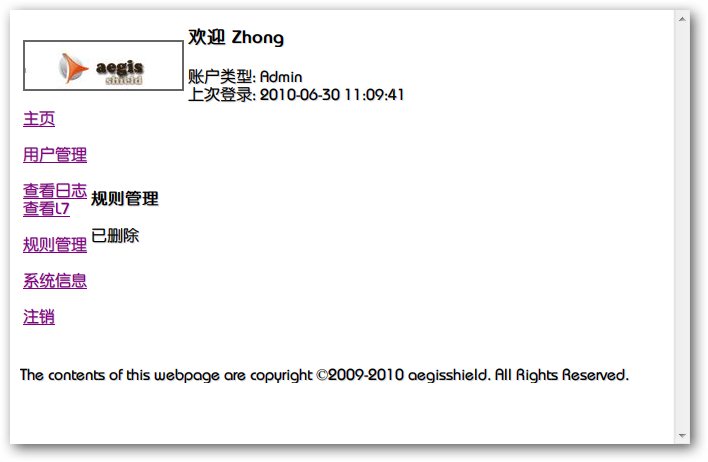 aegis
shield
欢迎 Zhong
账户类型: Admin
上次登录: 2010-06-30 11:09:41
主页
用户管理
查看日志
查看L7
规则管理
系统信息
注销
规则管理
已删除
The contents of this webpage are copyright ©2009-2010 aegisshield. All Rights Reserved.